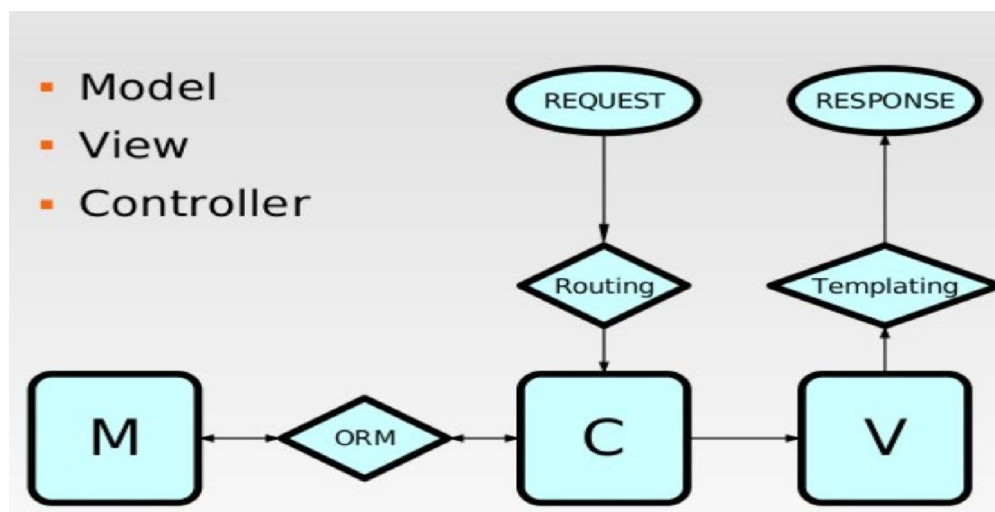 Model
View
Controller
REQUEST
RESPONSE
Routing
Templating
M
ORM
C
V